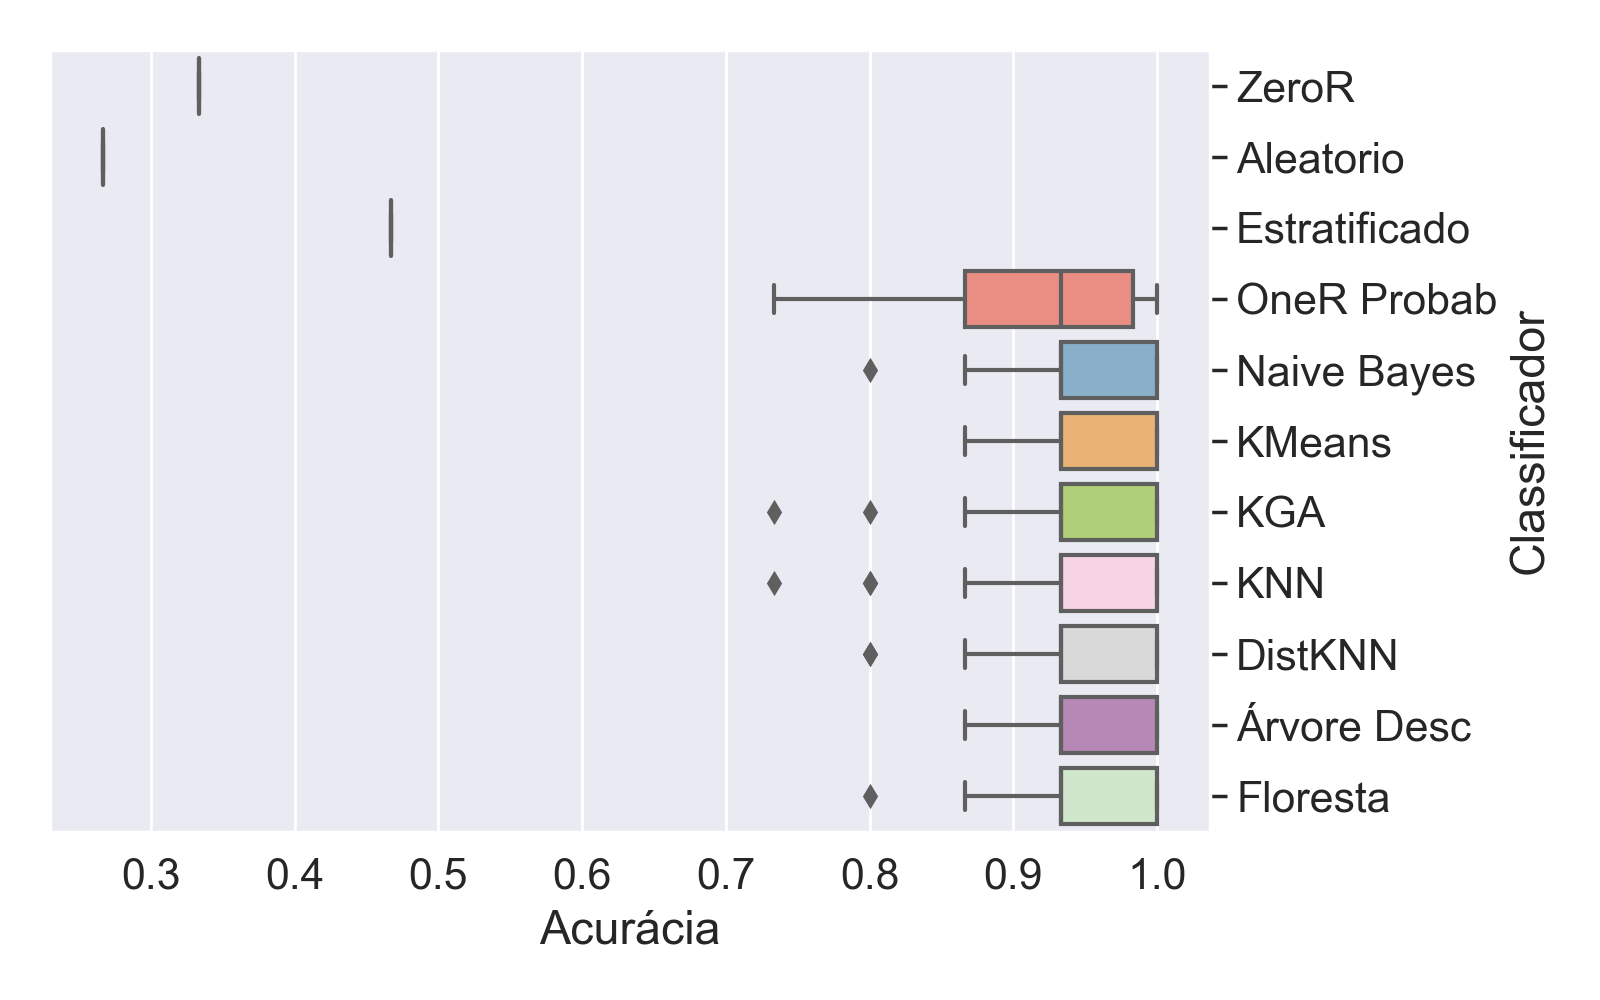 ZeroR
Aleatorio
Estratificado
OneR Probab
Naive Bayes
KMeans
KGA
KNN
DistKNN
Árvore Desc
Floresta
Classificador
0.3 0.4 0.5 0.6 0.7 0.8 0.9 1.0
Acurácia